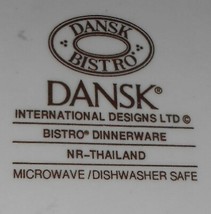 DANSK
BISTRO
DANSK®
INTERNATIONAL DESIGNS LTD ©
BISTRO® DINNERWARE
NR-THAILAND
MICROWAVE/DISHWASHER SAFE